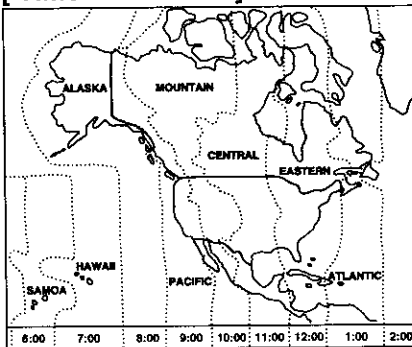 ALASKA MOUNTAIN
CENTRAL
EASTERN
HAWAII
SAMOA
PACIFIC
ATLANTIC
6:00 7:00 8:00 9:00 10:00 11:00 12:00 1:00 2:00